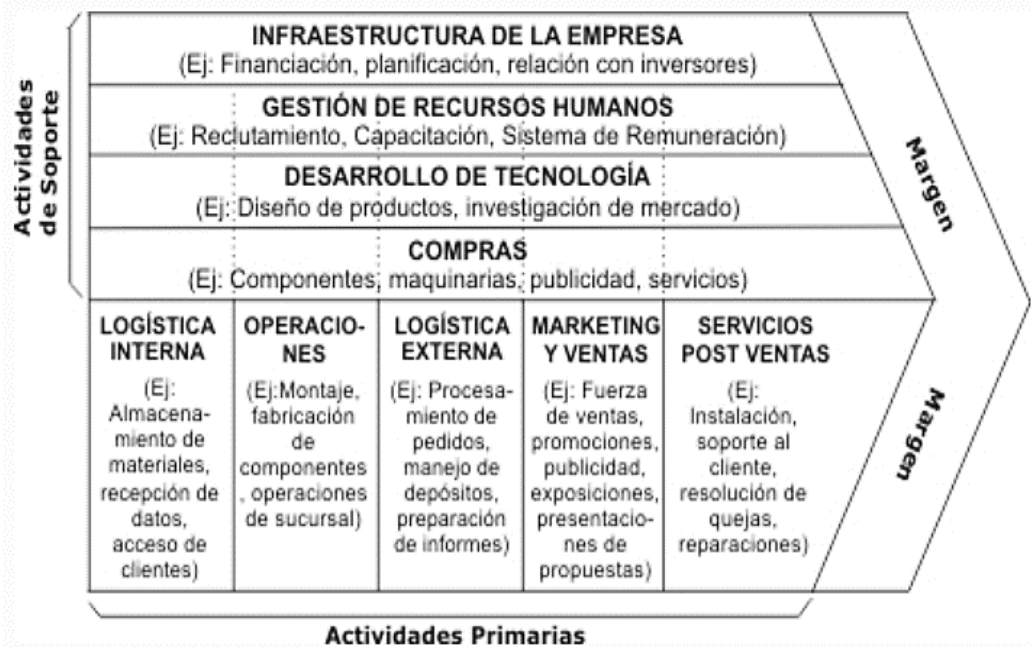 Actividades
de Soporte
INFRAESTRUCTURA DE LA EMPRESA
(Ej: Financiación, planificación, relación con inversores)
GESTIÓN DE RECURSOS HUMANOS
(Ej: Reclutamiento, Capacitación, Sistema de Remuneración)
DESARROLLO DE TECNOLOGÍA
(Ej: Diseño de productos, investigación de mercado)
COMPRAS
(Ej: Componentes, maquinarias, publicidad, servicios)
Margen
LOGÍSTICA
INTERNA
(Ej:
Almacena-
miento de
materiales,
recepción de
datos,
acceso de
clientes)
OPERACIO-
NES
(Ej:Montaje,
fabricación
de
componentes
, operaciones
de sucursal)
LOGÍSTICA
EXTERNA
(Ej: Procesa-
miento de
pedidos,
manejo de
depósitos,
preparación
de informes)
MARKETING
Y VENTAS
(Ej: Fuerza
de ventas,
promociones,
publicidad,
exposiciones,
presentacio-
nes de
propuestas)
SERVICIOS
POST VENTAS
(Ej:
Instalación,
soporte al
cliente,
resolución de
quejas,
reparaciones)
Margen
Actividades Primarias